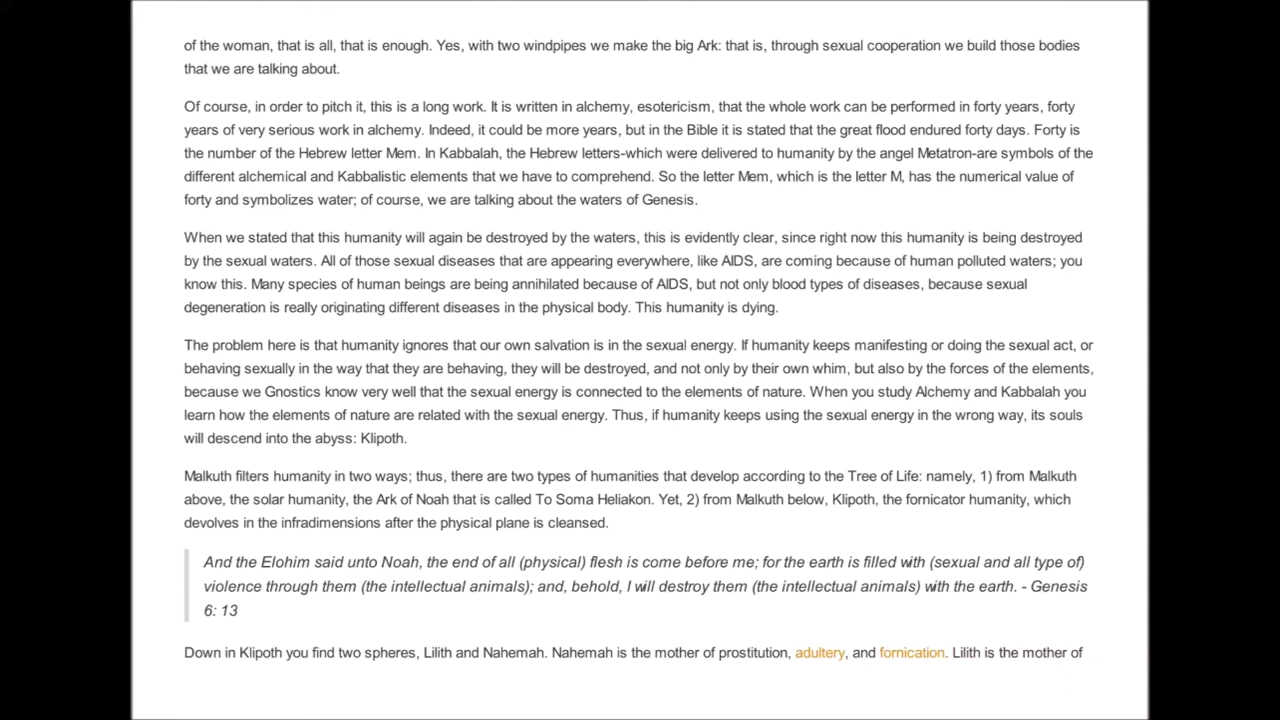 of the woman, that is all, that is enough. Yes, with two windpipes we make the big Ark: that is, through sexual cooperation we build those bodies
that we are talking about.
Of course, in order to pitch it, this is a long work. It is written in alchemy, esotericism, that the whole work can be performed in forty years, forty
years of very serious work in alchemy. Indeed, it could be more years, but in the Bible it is stated that the great flood endured forty days. Forty is
the number of the Hebrew letter Mem. In Kabbalah, the Hebrew letters-which were delivered to humanity by the angel Metatron-are symbols of the
different alchemical and Kabbalistic elements that we have to comprehend. So the letter Mem, which is the letter M, has the numerical value of
forty and symbolizes water; of course, we are talking about the waters of Genesis.
When we stated that this humanity will again be destroyed by the waters, this is evidently clear, since right now this humanity is being destroyed
by the sexual waters. All of those sexual diseases that are appearing everywhere, like AIDS, are coming because of human polluted waters; you
know this. Many species of human beings are being annihilated because of AIDS, but not only blood types of diseases, because sexual
degeneration is really originating different diseases in the physical body. This humanity is dying.
The problem here is that humanity ignores that our own salvation is in the sexual energy. If humanity keeps manifesting or doing the sexual act, or
behaving sexually in the way that they are behaving, they will be destroyed, and not only by their own whim, but also by the forces of the elements,
because we Gnostics know very well that the sexual energy is connected to the elements of nature. When you study Alchemy and Kabbalah you
learn how the elements of nature are related with the sexual energy. Thus, if humanity keeps using the sexual energy in the wrong way, its souls
will descend into the abyss: Klipoth.
Malkuth filters humanity in two ways; thus, there are two types of humanities that develop according to the Tree of Life: namely, 1) from Malkuth
above, the solar humanity, the Ark of Noah that is called To Soma Heliakon. Yet, 2) from Malkuth below, Klipoth, the fornicator humanity, which
devolves in the infradimensions after the physical plane is cleansed.
And the Elohim said unto Noah, the end of all (physical) flesh is come before me; for the earth is filled with (sexual and all type of)
violence through them (the intellectual animals); and, behold, I will destroy them (the intellectual animals) with the earth. - Genesis
6: 13
Down in Klipoth you find two spheres, Lilith and Nahemah. Nahemah is the mother of prostitution, adultery, and fornication. Lilith is the mother of